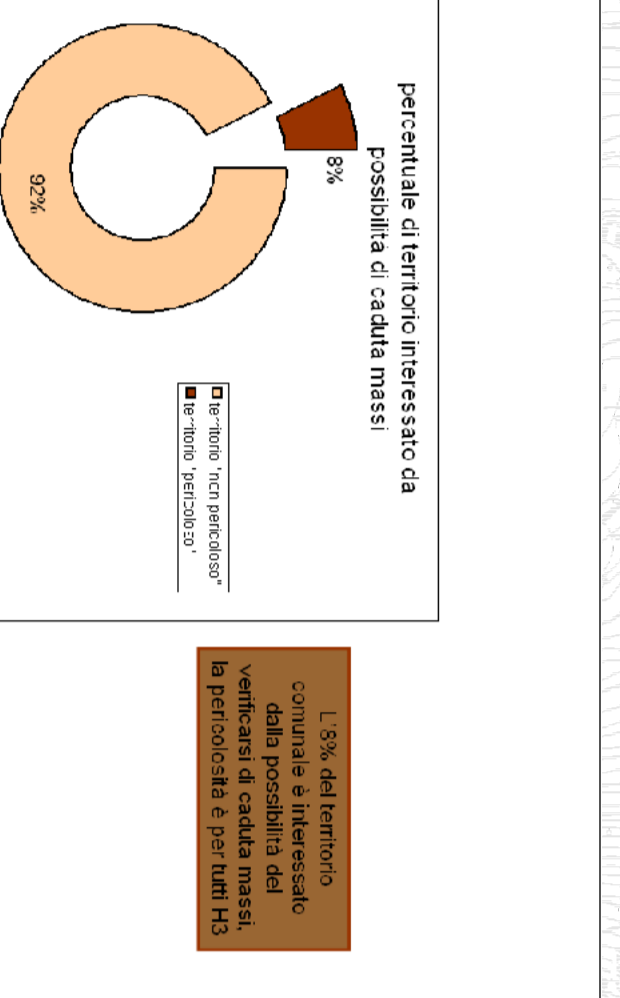 percentuale di territorio interessato da
possibilità di caduta massi
8%
92%
territorio "non pericoloso"
territorio "pericoloso"
L'8% del territorio
comunale è interessato
dalla possibilità del
verificarsi di caduta massi,
la pericolosità è per tutti H3